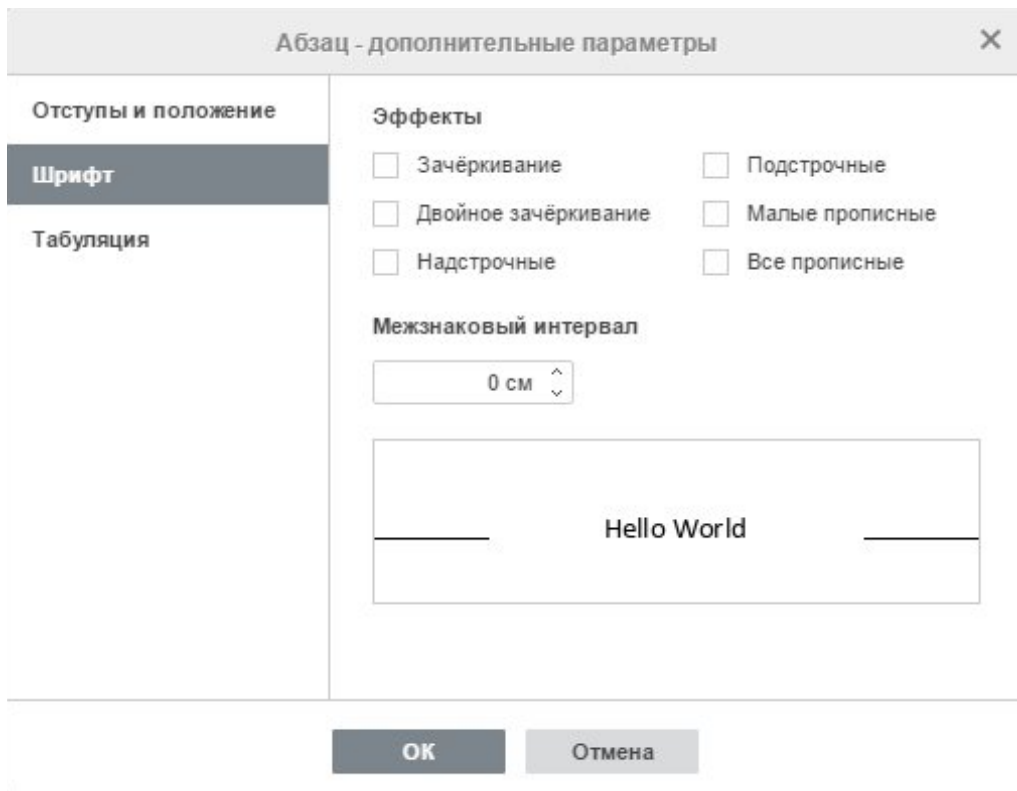 Абзац - дополнительные параметры
Отступы и положение
Шрифт
Табуляция
Эффекты
Зачёркивание
Подстрочные
Двойное зачёркивание
Малые прописные
Надстрочные
Все прописные
Межзнаковый интервал
0 см
Hello World
ОК
Отмена